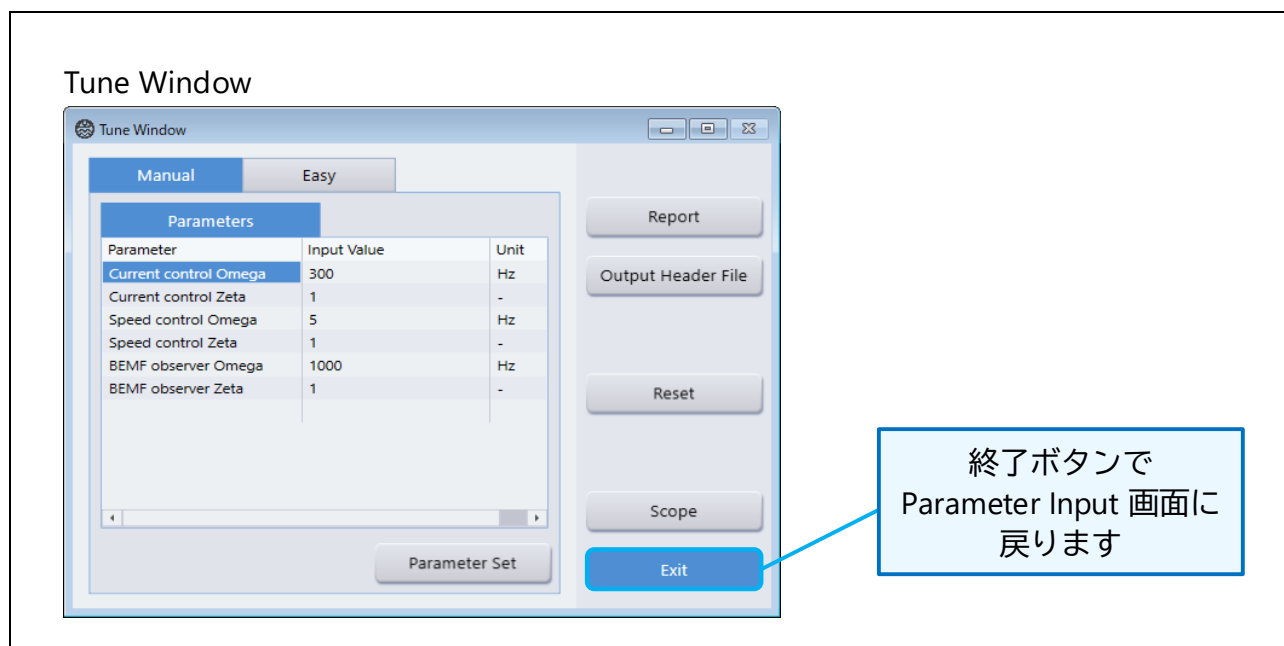 Tune Window
Tune Window
Manual Easy
Parameters
Parameter Input Value Unit
Current control Omega 300 Hz
Current control Zeta 1 -
Speed control Omega 5 Hz
Speed control Zeta 1 -
BEMF observer Omega 1000 Hz
BEMF observer Zeta 1 -
Parameter Set
Report
Output Header File
Reset
Scope
Exit
終了ボタンで
Parameter Input 画面に
戻ります